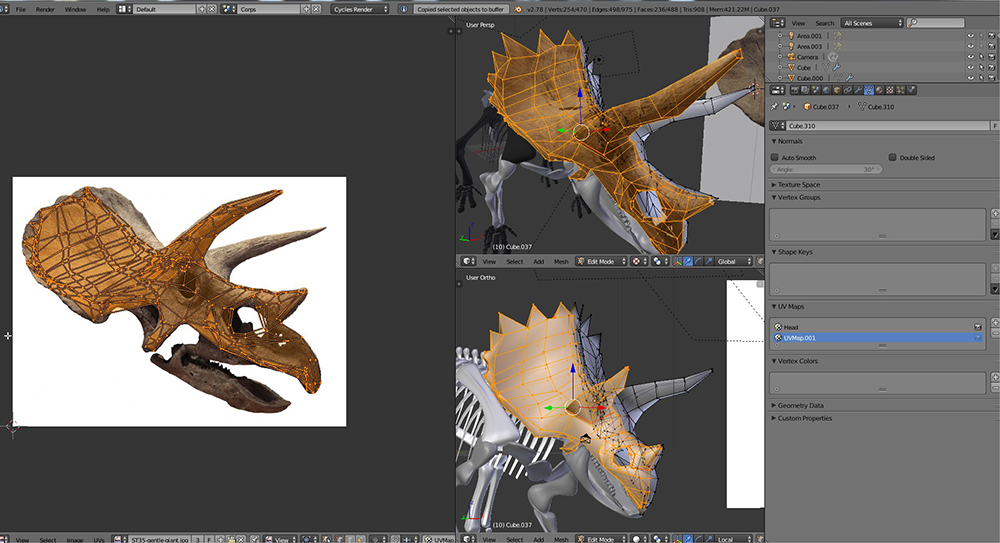 File Render Window Help Default Corps Cycles Render Copied selected objects to buffer v2.78 | Verts:254/470 | Edges:498/975 | Faces:236/488 | Tris:908 | Mem:421.22M | Cube.037
User Persp
(10) Cube.037
View Select Add Mesh Edit Mode Global
User Ortho
(10) Cube.037
View Select Add Mesh Edit Mode Local
View Select Image UVs ST35-gentle-giant.jpg 3 F View UVMap
View Search All Scenes
Area.001
Area.003
Camera
Cube
Cube.000
Cube.037 Cube.310
Cube.310 F
Normals
Auto Smooth Double Sided
Angle: 30°
Texture Space
Vertex Groups
Shape Keys
UV Maps
Head
UVMap.001
Vertex Colors
Geometry Data
Custom Properties